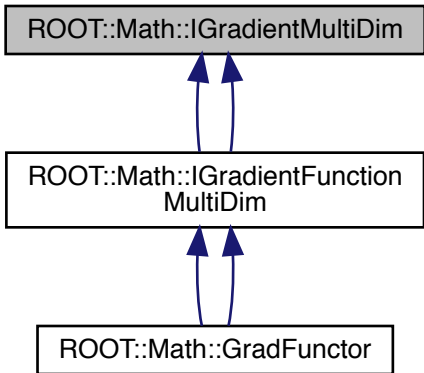 ROOT::Math::IGradientMultiDim
ROOT::Math::IGradientFunction
MultiDim
ROOT::Math::GradFunctor